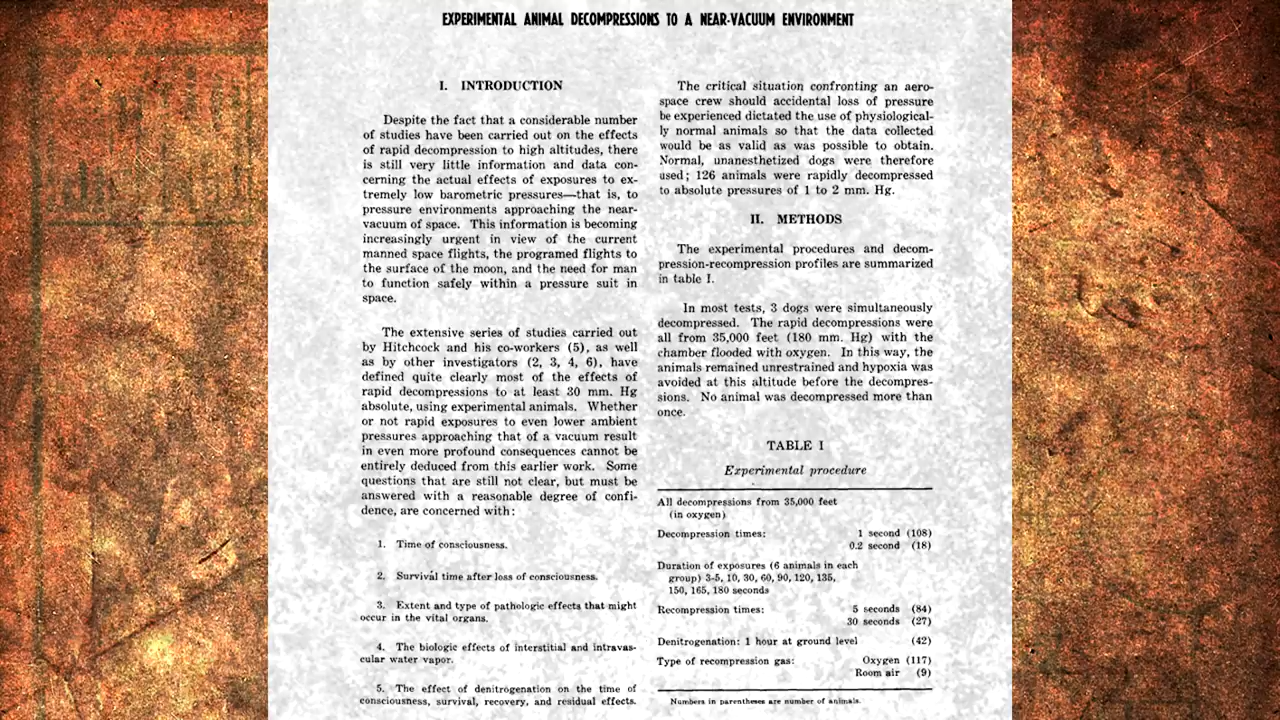 EXPERIMENTAL ANIMAL DECOMPRESSIONS TO A NEAR-VACUUM ENVIRONMENT
I. INTRODUCTION
Despite the fact that a considerable number
of studies have been carried out on the effects
of rapid decompression to high altitudes, there
is still very little information and data con-
cerning the actual effects of exposures to ex-
tremely low barometric pressures—that is, to
pressure environments approaching the near-
vacuum of space. This information is becoming
increasingly urgent in view of the current
manned space flights, the programed flights to
the surface of the moon, and the need for man
to function safely within a pressure suit in
space.
The extensive series of studies carried out
by Hitchcock and his co-workers (5), as well
as by other investigators (2, 3, 4, 6), have
defined quite clearly most of the effects of
rapid decompressions to at least 30 mm. Hg
absolute, using experimental animals. Whether
or not rapid exposures to even lower ambient
pressures approaching that of a vacuum result
in even more profound consequences cannot be
entirely deduced from this earlier work. Some
questions that are still not clear, but must be
answered with a reasonable degree of confi-
dence, are concerned with:
1. Time of consciousness.
2. Survival time after loss of consciousness.
3. Extent and type of pathologic effects that might
occur in the vital organs.
4. The biologic effects of interstitial and intravas-
cular water vapor.
5. The effect of denitrogenation on the time of
consciousness, survival, recovery, and residual effects.
The critical situation confronting an aero-
space crew should accidental loss of pressure
be experienced dictated the use of physiological-
ly normal animals so that the data collected
would be as valid as was possible to obtain.
Normal, unanesthetized dogs were therefore
used; 126 animals were rapidly decompressed
to absolute pressures of 1 to 2 mm. Hg.
II. METHODS
The experimental procedures and decom-
pression-recompression profiles are summarized
in table I.
In most tests, 3 dogs were simultaneously
decompressed. The rapid decompressions were
all from 35,000 feet (180 mm. Hg) with the
chamber flooded with oxygen. In this way, the
animals remained unrestrained and hypoxia was
avoided at this altitude before the decompres-
sions. No animal was decompressed more than
once.
TABLE I
Experimental procedure
All decompressions from 35,000 feet
(in oxygen)
Decompression times: 1 second (108)
0.2 second (18)
Duration of exposures (6 animals in each
group) 3-5, 10, 30, 60, 90, 120, 135,
150, 165, 180 seconds
Recompression times: 5 seconds (84)
30 seconds (27)
Denitrogenation: 1 hour at ground level (42)
Type of recompression gas: Oxygen (117)
Room air (9)
Numbers in parentheses are number of animals.